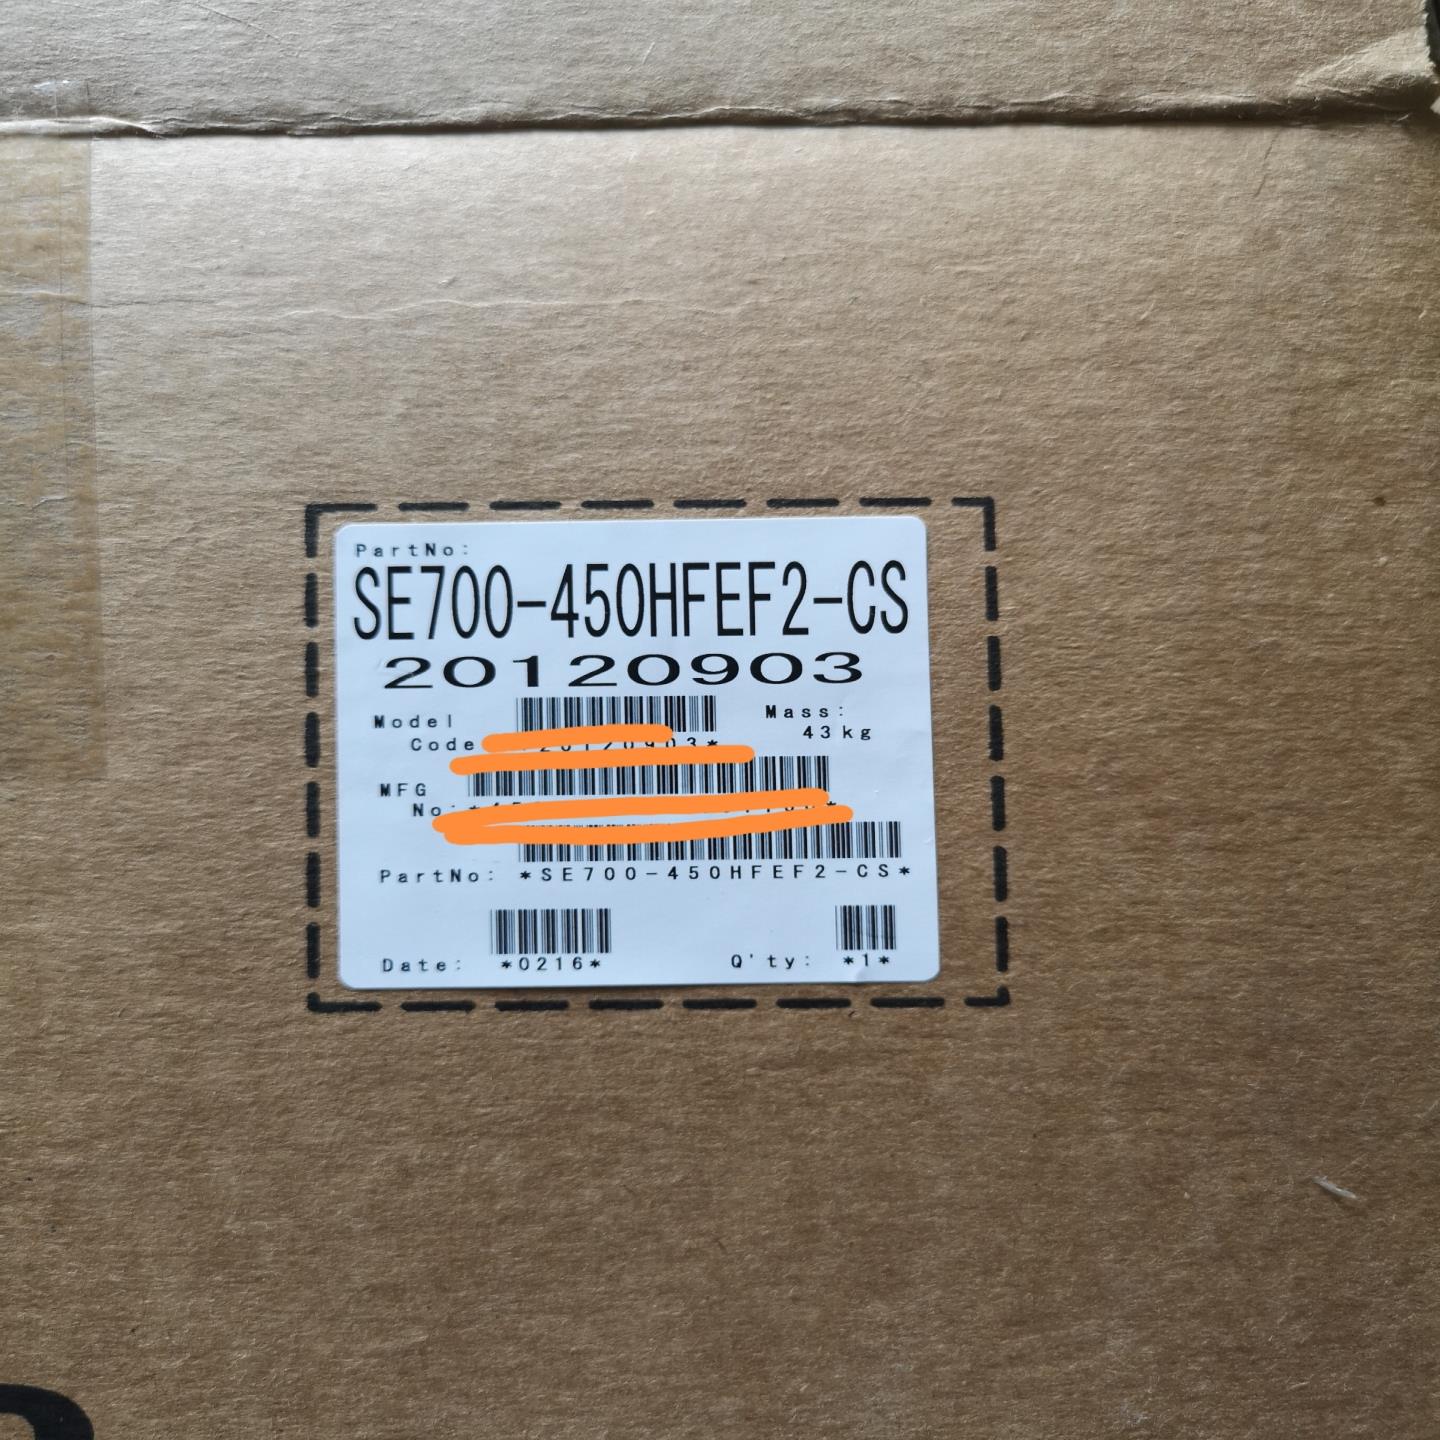 PartNo:
SE700-450HFEF2-CS
20120903
Model
Code
Mass:
43kg
MFG
No:
PartNo: *SE700-450HFEF2-CS*
Date: *0216*
Q'ty: *1*